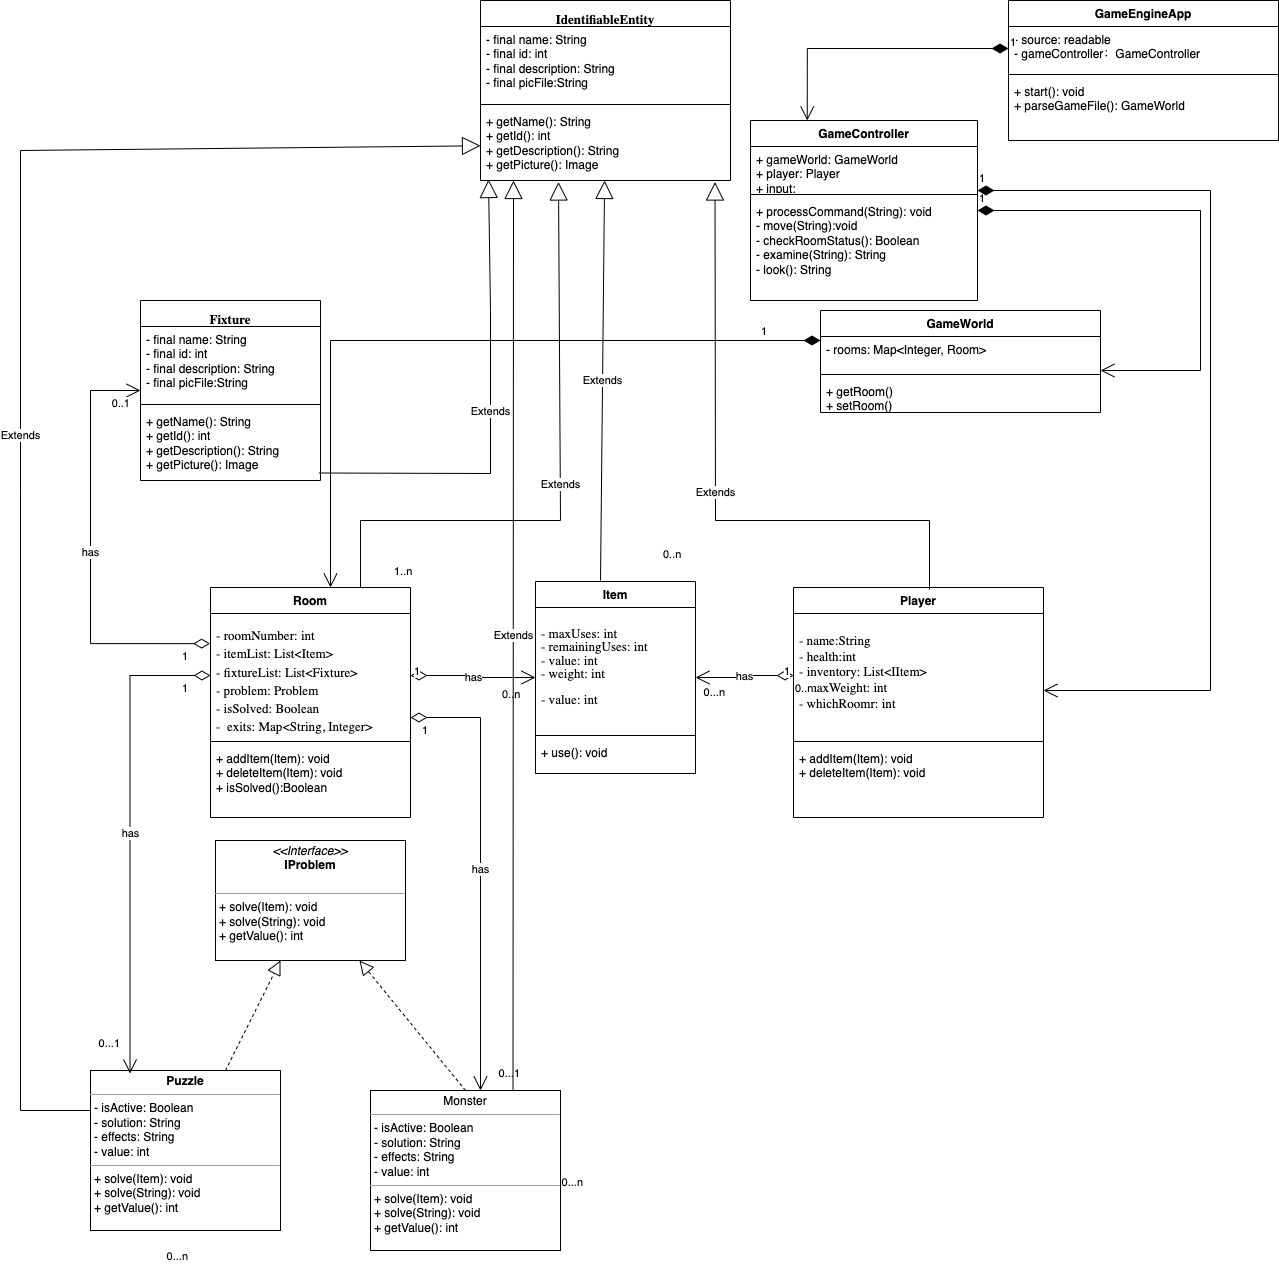 IdentifiableEntity
- final name: String
- final id: int
- final description: String
- final picFile:String
+ getName(): String
+ getId(): int
+ getDescription(): String
+ getPicture(): Image
GameEngineApp
1
- source: readable
- gameController: GameController
+ start(): void
+ parseGameFile(): GameWorld
GameController
+ gameWorld: GameWorld
+ player: Player
+ input:
+ processCommand(String): void
- move(String):void
- checkRoomStatus(): Boolean
- examine(String): String
- look(): String
1
1
Fixture
- final name: String
- final id: int
- final description: String
- final picFile:String
+ getName(): String
+ getId(): int
+ getDescription(): String
+ getPicture(): Image
GameWorld
- rooms: Map<Integer, Room>
+ getRoom()
+ setRoom()
1
0..1
Extends
Extends
Extends
Extends
Extends
has
1..n
0..n
Room
- roomNumber: int
- itemList: List<Item>
- fixtureList: List<Fixture>
- problem: Problem
- isSolved: Boolean
-  exits: Map<String, Integer>
+ addItem(Item): void
+ deleteItem(Item): void
+ isSolved():Boolean
1
1
1
has
0..n
1
Extends
Item
- maxUses: int
- remainingUses: int
- value: int
- weight: int
- value: int
+ use(): void
has
0...n
1
0..
Player
- name:String
- health:int
- inventory: List<IItem>
maxWeight: int
- whichRoomr: int
+ addItem(Item): void
+ deleteItem(Item): void
has
has
<<Interface>>
IProblem
+ solve(Item): void
+ solve(String): void
+ getValue(): int
0...1
0...1
Puzzle
- isActive: Boolean
- solution: String
- effects: String
- value: int
+ solve(Item): void
+ solve(String): void
+ getValue(): int
0...n
Monster
- isActive: Boolean
- solution: String
- effects: String
- value: int
+ solve(Item): void
+ solve(String): void
+ getValue(): int
0...n